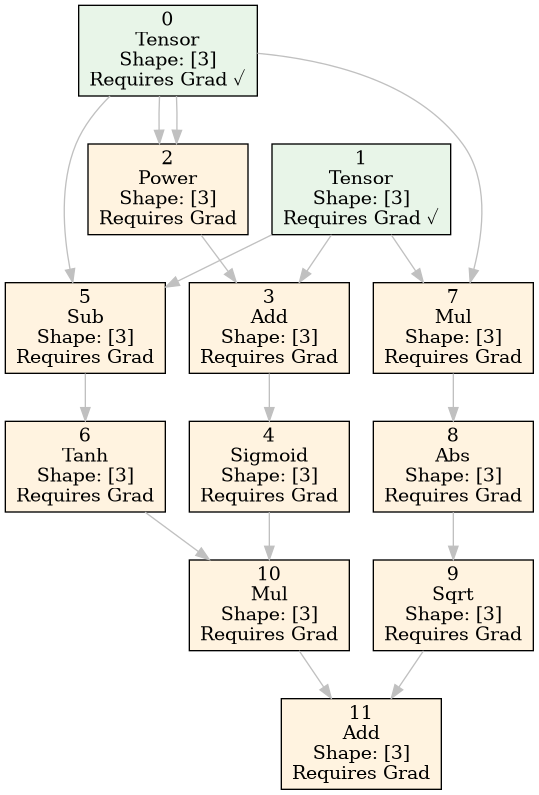 0
Tensor
Shape: [3]
Requires Grad ✓
2
Power
Shape: [3]
Requires Grad
1
Tensor
Shape: [3]
Requires Grad ✓
5
Sub
Shape: [3]
Requires Grad
3
Add
Shape: [3]
Requires Grad
7
Mul
Shape: [3]
Requires Grad
6
Tanh
Shape: [3]
Requires Grad
4
Sigmoid
Shape: [3]
Requires Grad
8
Abs
Shape: [3]
Requires Grad
10
Mul
Shape: [3]
Requires Grad
9
Sqrt
Shape: [3]
Requires Grad
11
Add
Shape: [3]
Requires Grad